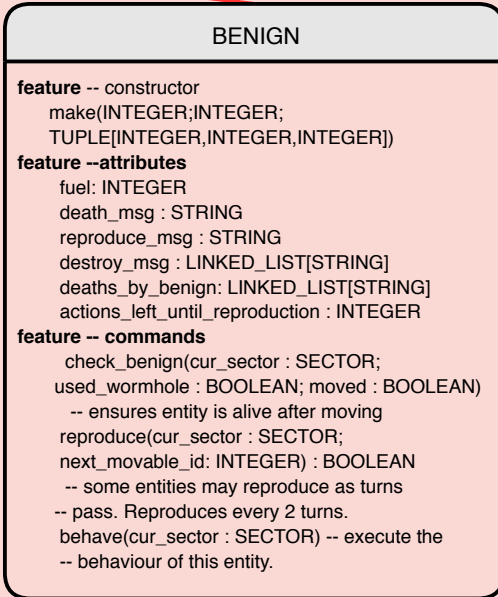 BENIGN
feature -- constructor
make(INTEGER;INTEGER;
TUPLE[INTEGER,INTEGER,INTEGER])
feature --attributes
fuel: INTEGER
death_msg : STRING
reproduce_msg : STRING
destroy_msg : LINKED_LIST[STRING]
deaths_by_benign: LINKED_LIST[STRING]
actions_left_until_reproduction : INTEGER
feature -- commands
check_benign(cur_sector : SECTOR;
used_wormhole : BOOLEAN; moved : BOOLEAN)
-- ensures entity is alive after moving
reproduce(cur_sector : SECTOR;
next_movable_id: INTEGER) : BOOLEAN
-- some entities may reproduce as turns
-- pass. Reproduces every 2 turns.
behave(cur_sector : SECTOR) -- execute the
-- behaviour of this entity.